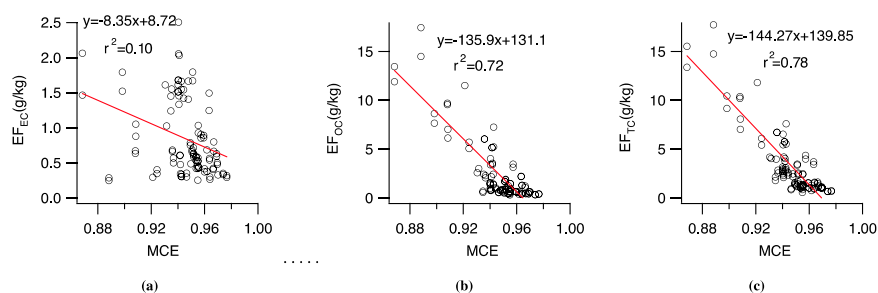 y=-8.35x+8.72
r²=0.10
EF_EC(g/kg)
2.5
2.0
1.5
1.0
0.5
0.0
0.88 0.92 0.96 1.00
MCE
(a)
.....
y=-135.9x+131.1
r²=0.72
EF_OC(g/kg)
15
10
5
0
0.88 0.92 0.96 1.00
MCE
(b)
y=-144.27x+139.85
r²=0.78
EF_TC(g/kg)
15
10
5
0
0.88 0.92 0.96 1.00
MCE
(c)